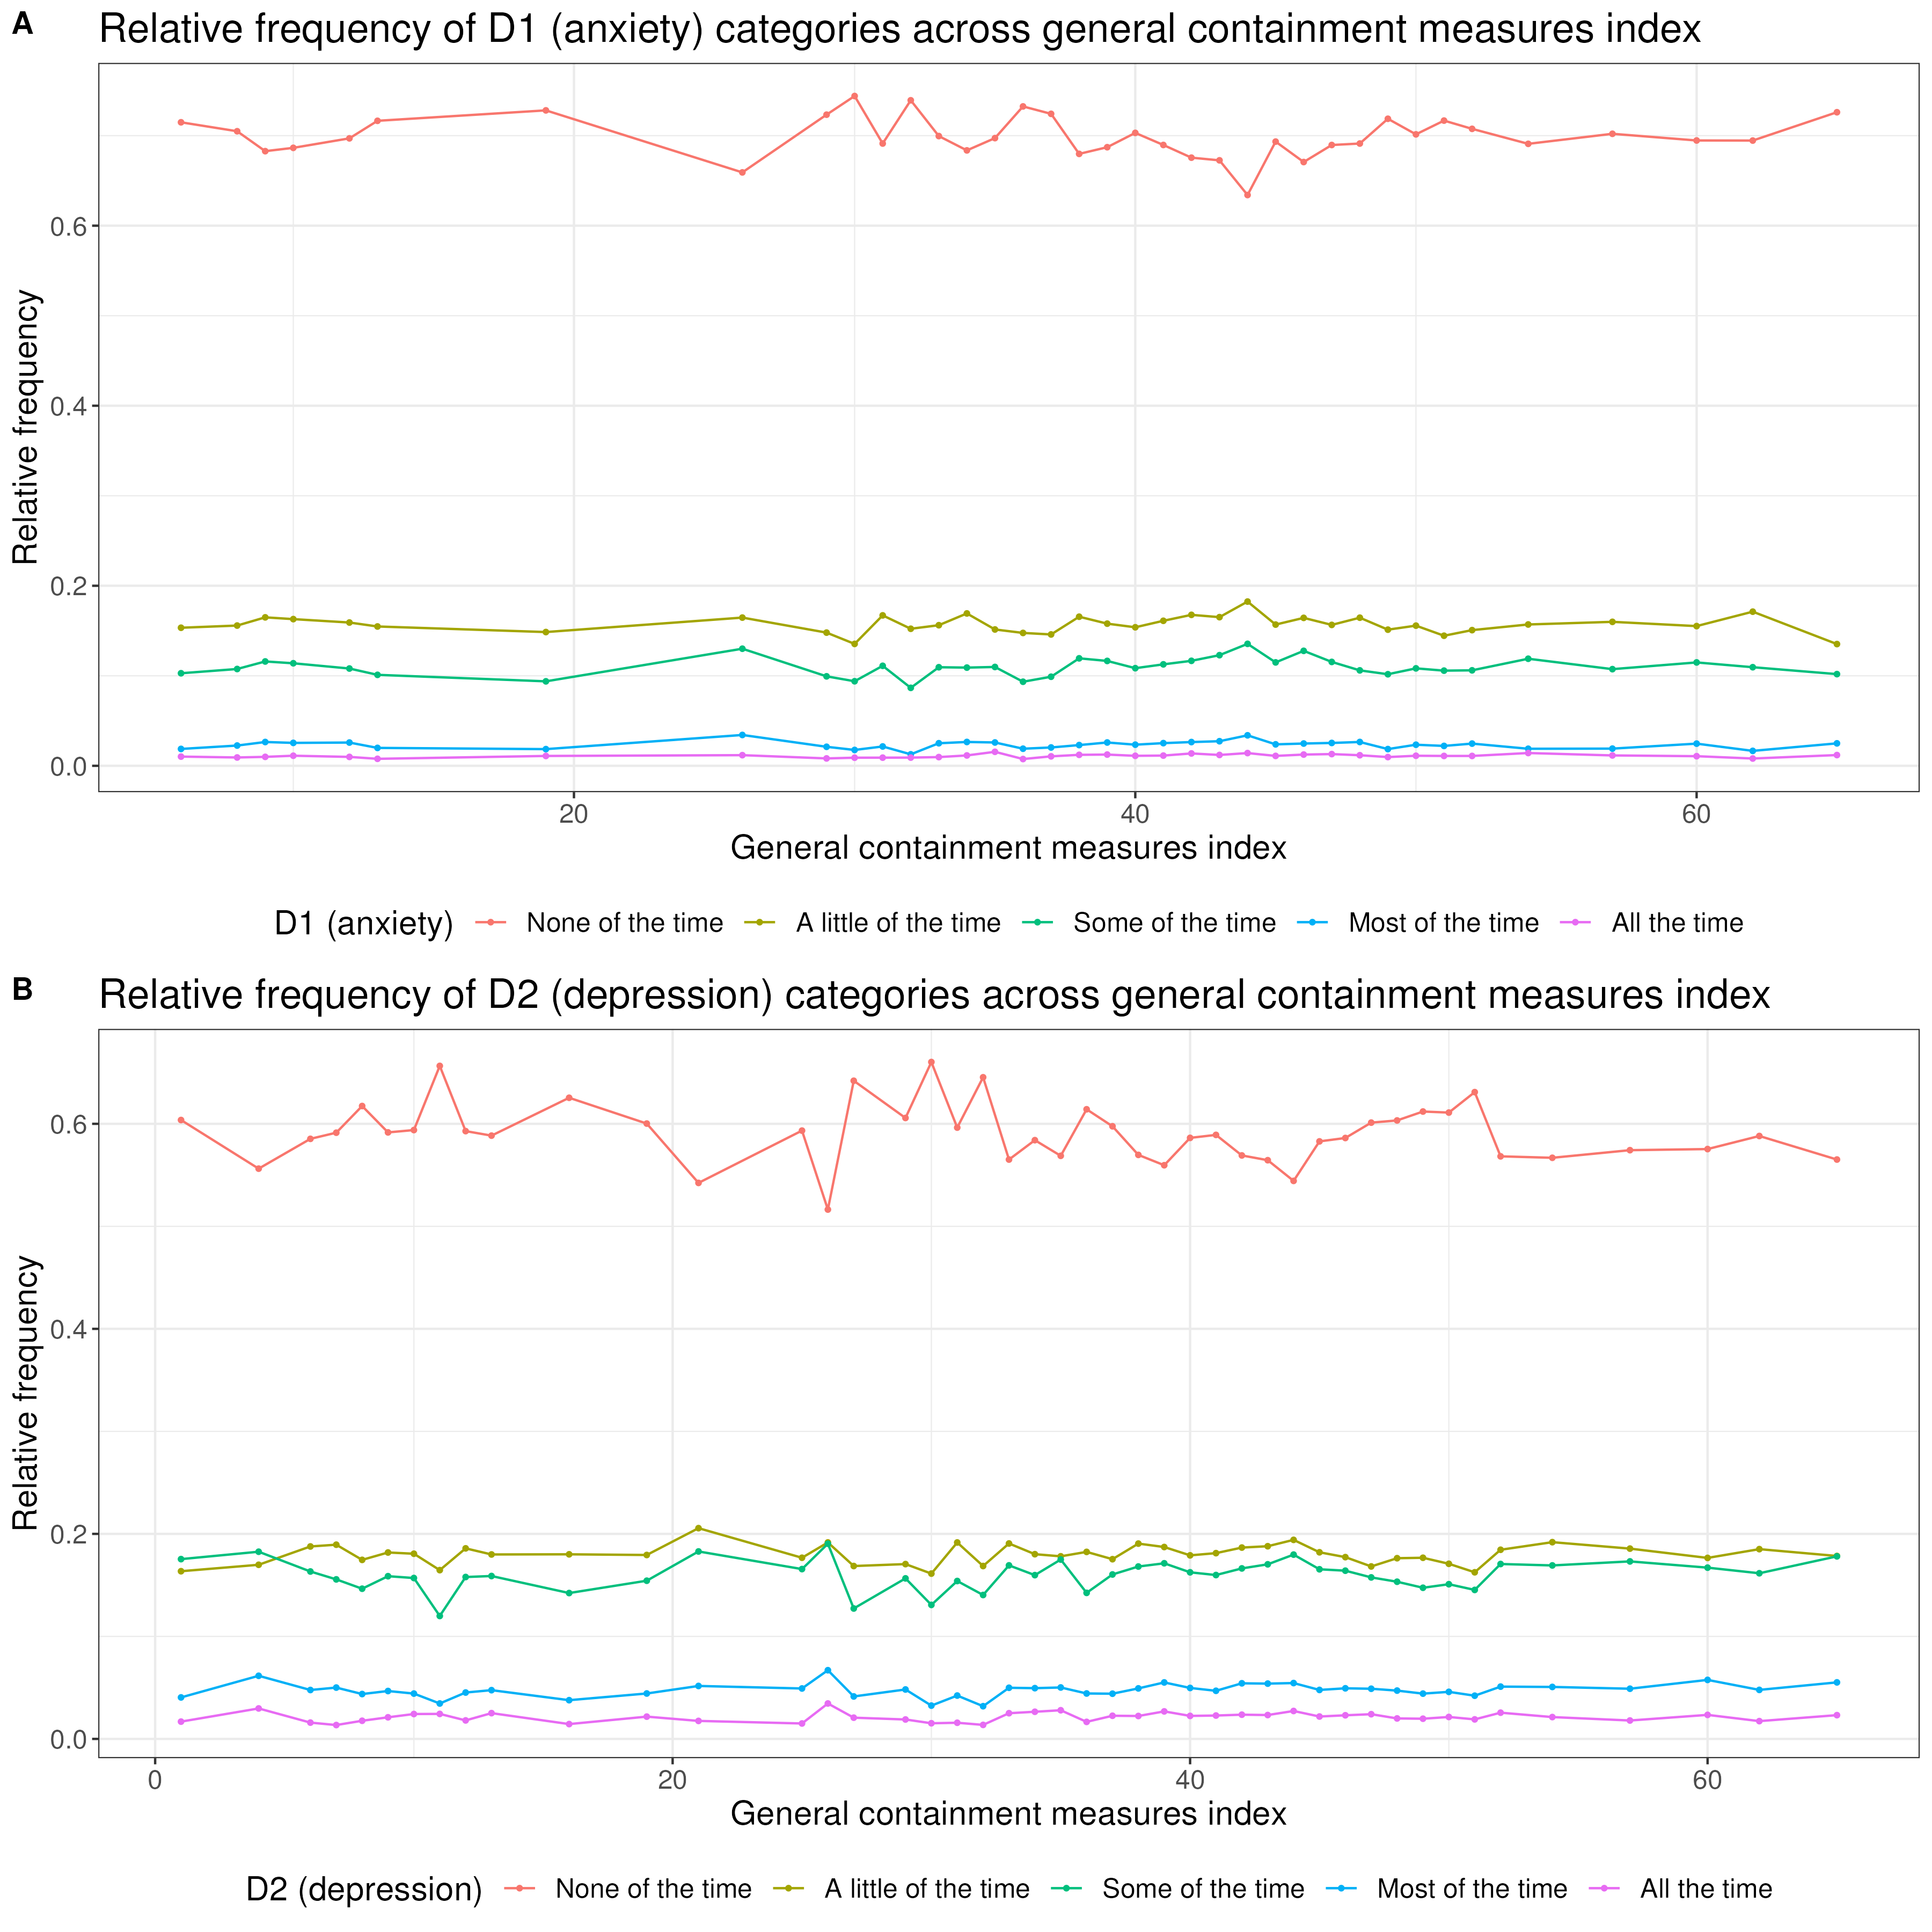 A
Relative frequency of D1 (anxiety) categories across general containment measures index
Relative frequency
0.6
0.4
0.2
0.0
20 40 60
General containment measures index
D1 (anxiety) None of the time A little of the time Some of the time Most of the time All the time
B
Relative frequency of D2 (depression) categories across general containment measures index
Relative frequency
0.6
0.4
0.2
0.0
0 20 40 60
General containment measures index
D2 (depression) None of the time A little of the time Some of the time Most of the time All the time